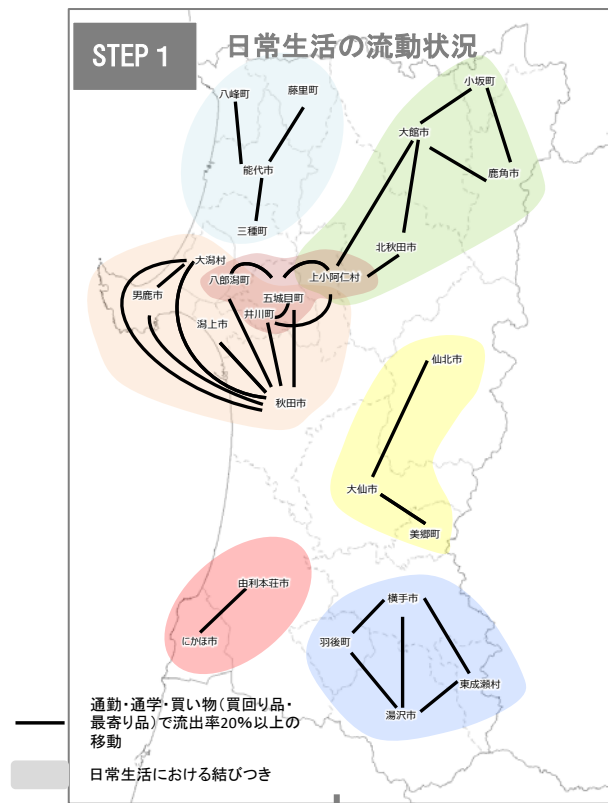 STEP 1
日常生活の流動状況
小坂町
藤里町
八峰町
大館市
能代市
鹿角市
三種町
北秋田市
大潟村
八郎潟町
上小阿仁村
男鹿市
五城目町
井川町
潟上市
仙北市
秋田市
大仙市
美郷町
由利本荘市
横手市
にかほ市
羽後町
東成瀬村
湯沢市
通勤・通学・買い物（買回り品・
最寄り品）で流出率20%以上の
移動
日常生活における結びつき